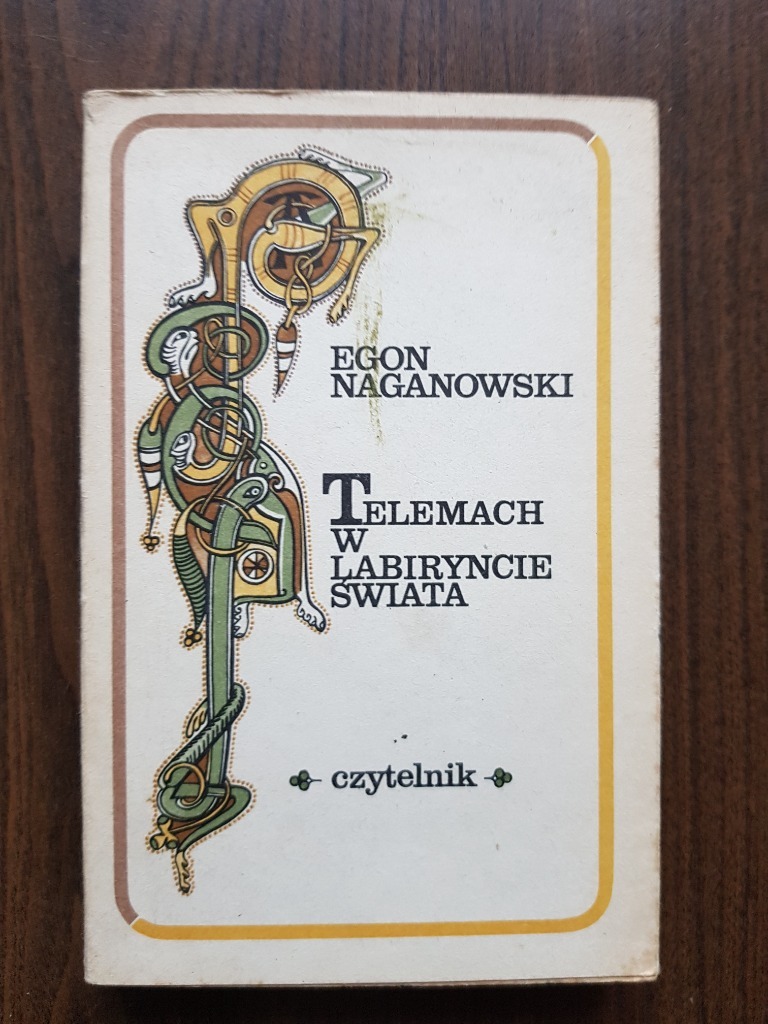 EGON
NAGANOWSKI
TELEMACH
W
LABIRYNCIE
ŚWIATA
czytelnik